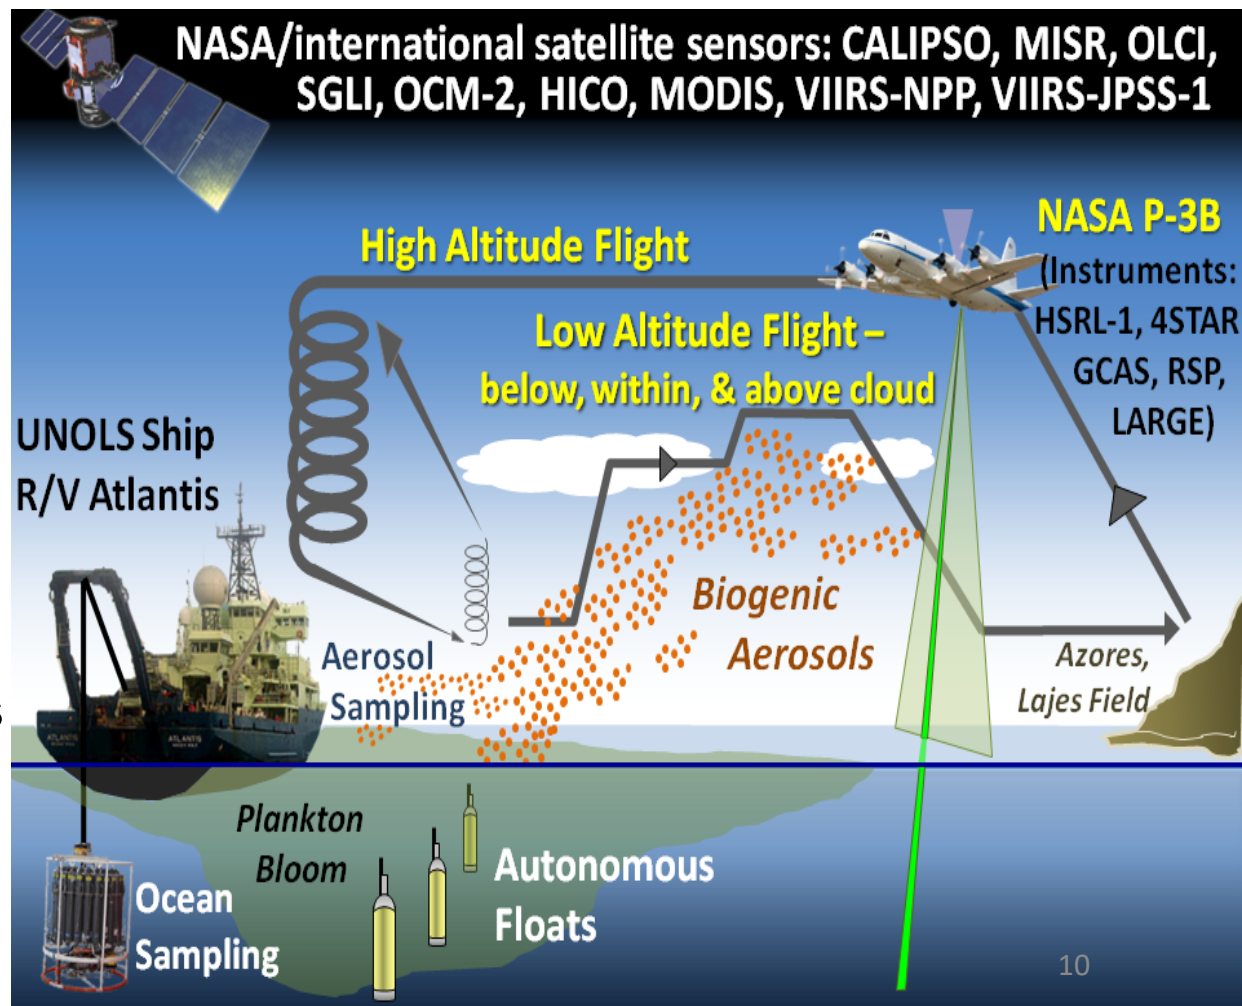 NASA/international satellite sensors: CALIPSO, MISR, OLCI,
SGLI, OCM-2, HICO, MODIS, VIIRS-NPP, VIIRS-JPSS-1
NASA P-3B
(Instruments:
HSRL-1, 4STAR
GCAS, RSP,
LARGE)
High Altitude Flight
Low Altitude Flight –
below, within, & above cloud
UNOLS Ship
R/V Atlantis
Biogenic
Aerosols
Aerosol
Sampling
Azores,
Lajes Field
s
ATLANTIS
ATLANTIS
Plankton
Bloom
Autonomous
Floats
Ocean
Sampling
10